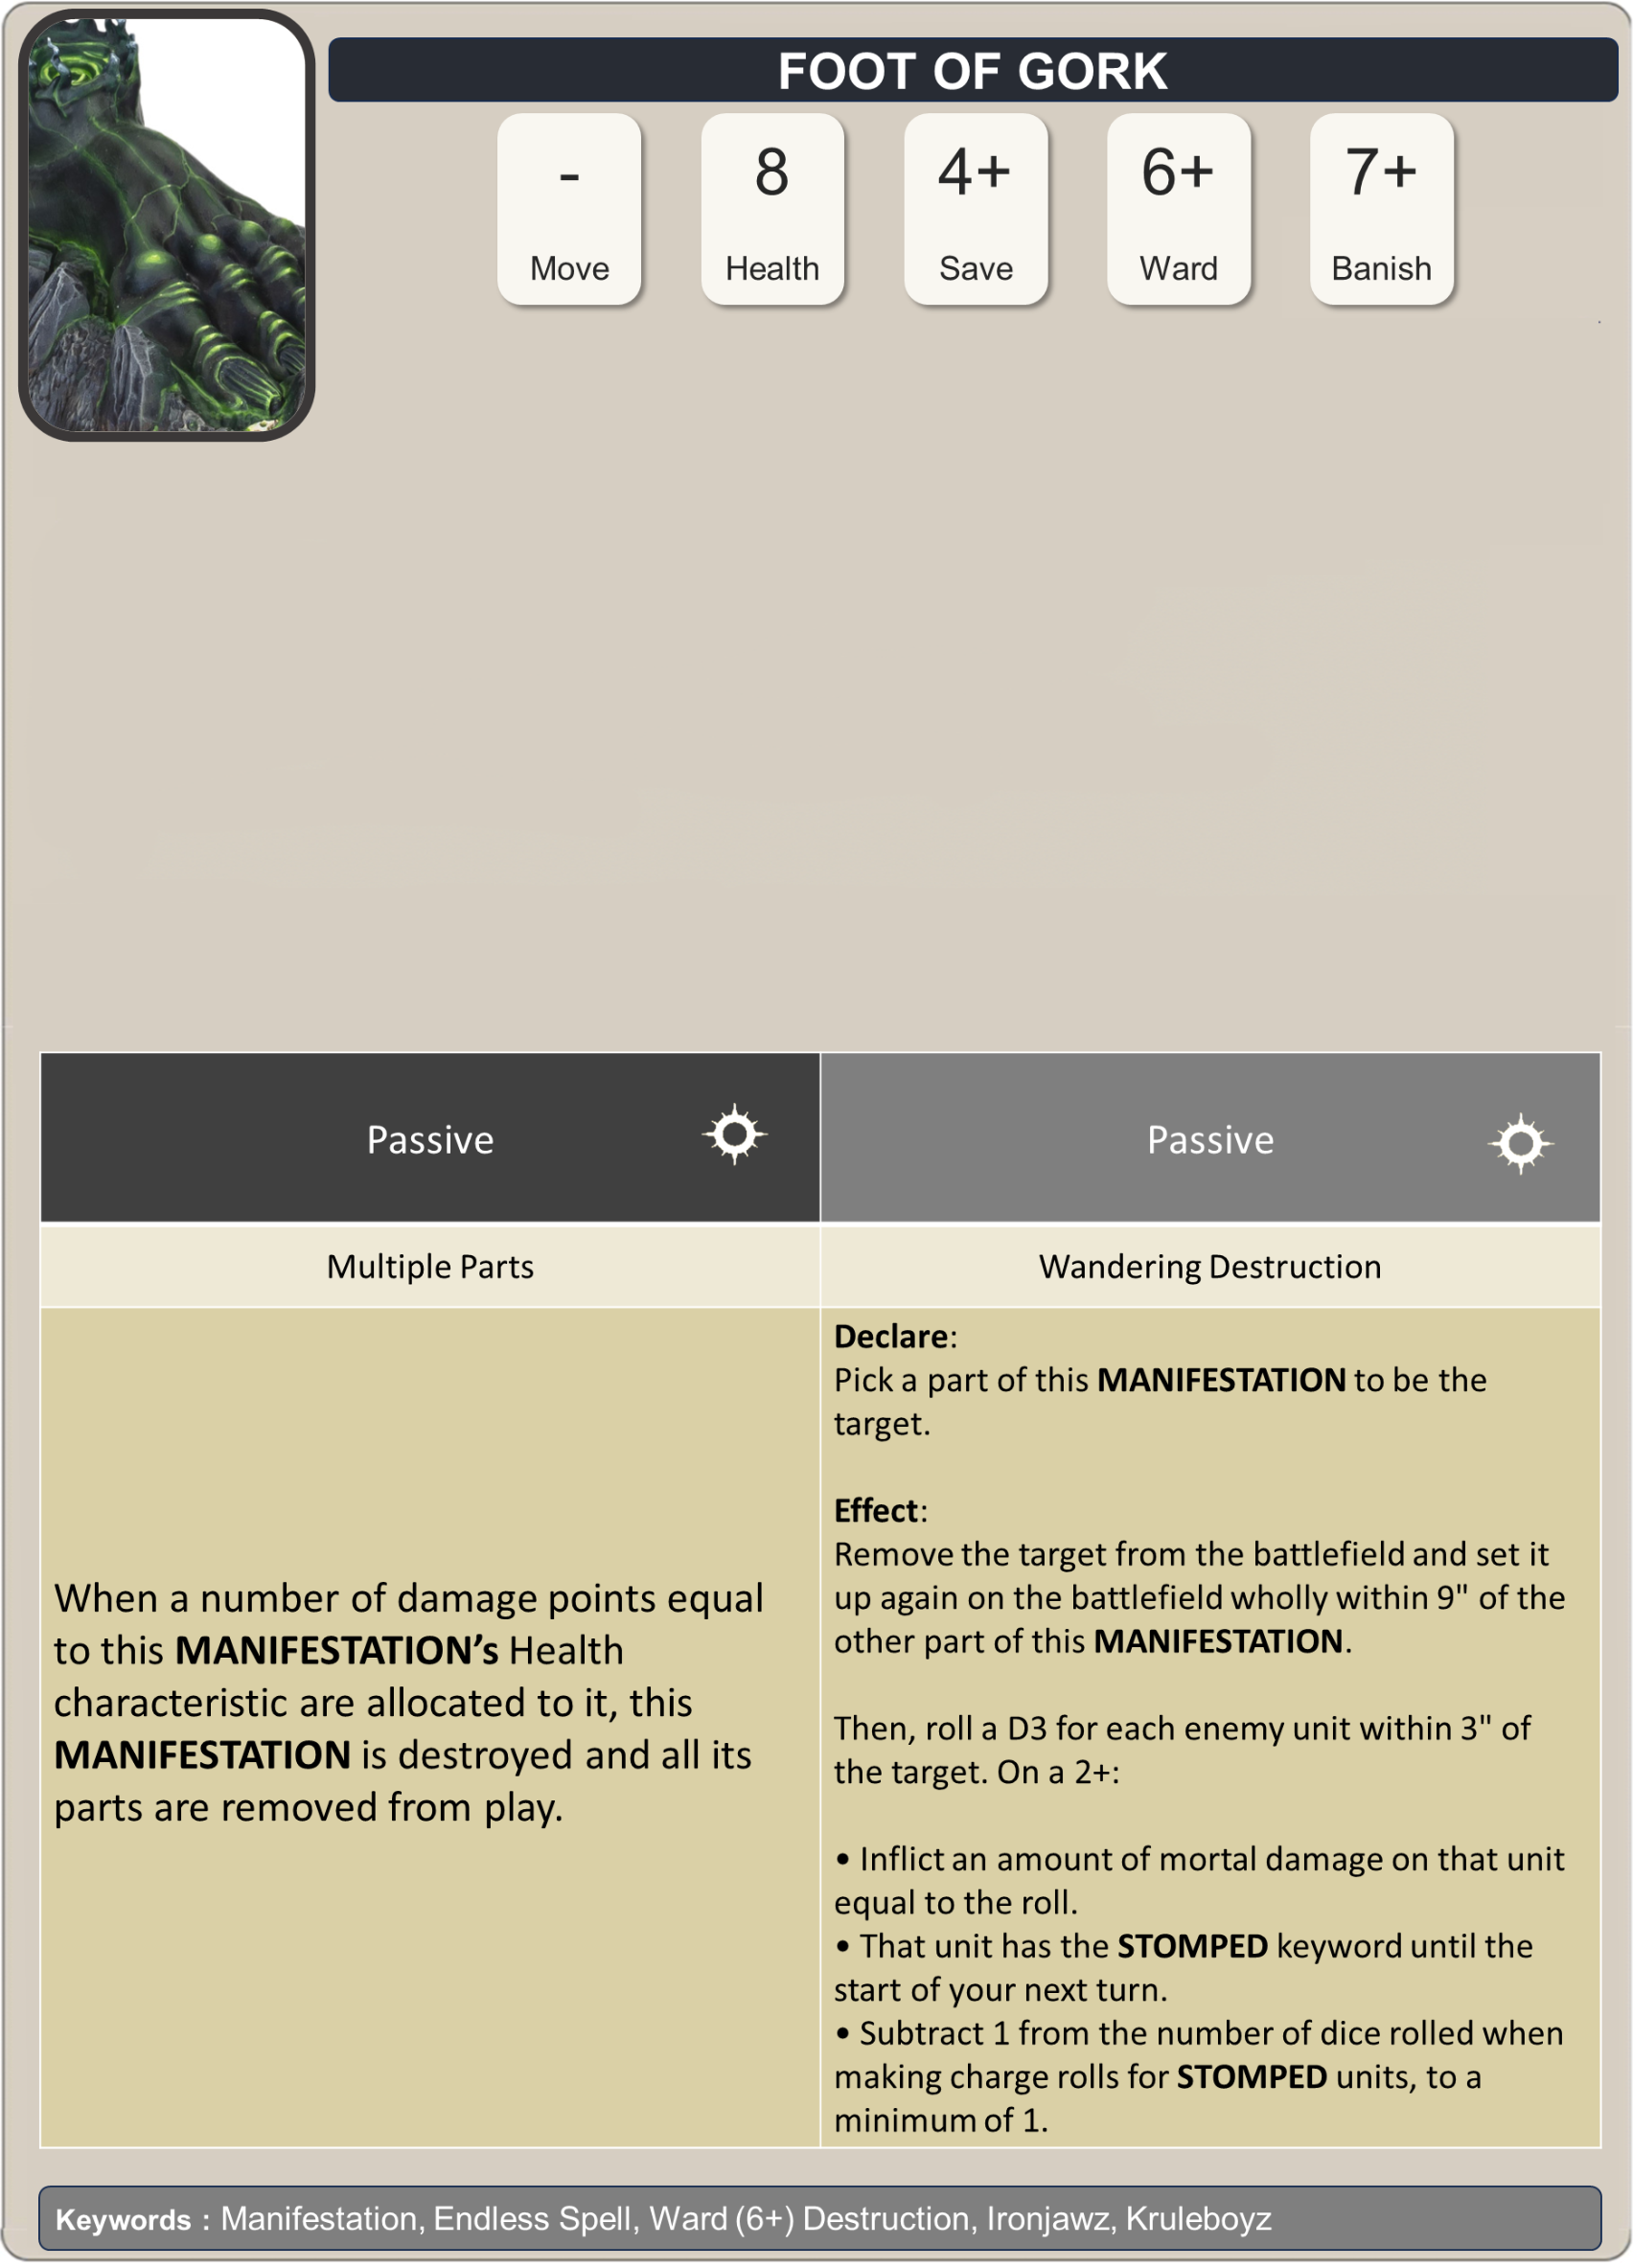 FOOT OF GORK
-
Move
8
Health
4+
Save
6+
Ward
7+
Banish
Passive
Multiple Parts
When a number of damage points equal
to this MANIFESTATION’s Health
characteristic are allocated to it, this
MANIFESTATION is destroyed and all its
parts are removed from play.
Passive
Wandering Destruction
Declare:
Pick a part of this MANIFESTATION to be the
target.
Effect:
Remove the target from the battlefield and set it
up again on the battlefield wholly within 9" of the
other part of this MANIFESTATION.
Then, roll a D3 for each enemy unit within 3" of
the target. On a 2+:
• Inflict an amount of mortal damage on that unit
equal to the roll.
• That unit has the STOMPED keyword until the
start of your next turn.
• Subtract 1 from the number of dice rolled when
making charge rolls for STOMPED units, to a
minimum of 1.
Keywords : Manifestation, Endless Spell, Ward (6+) Destruction, Ironjawz, Kruleboyz